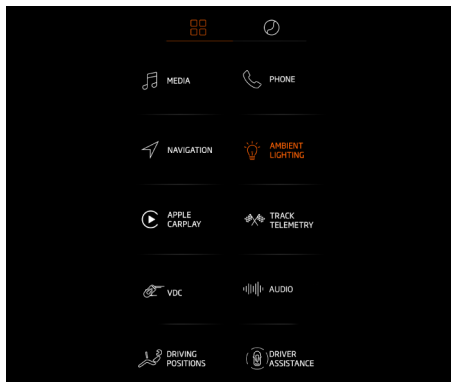 MEDIA
PHONE
NAVIGATION
AMBIENT
LIGHTING
APPLE
CARPLAY
TRACK
TELEMETRY
VDC
AUDIO
DRIVING
POSITIONS
DRIVER
ASSISTANCE